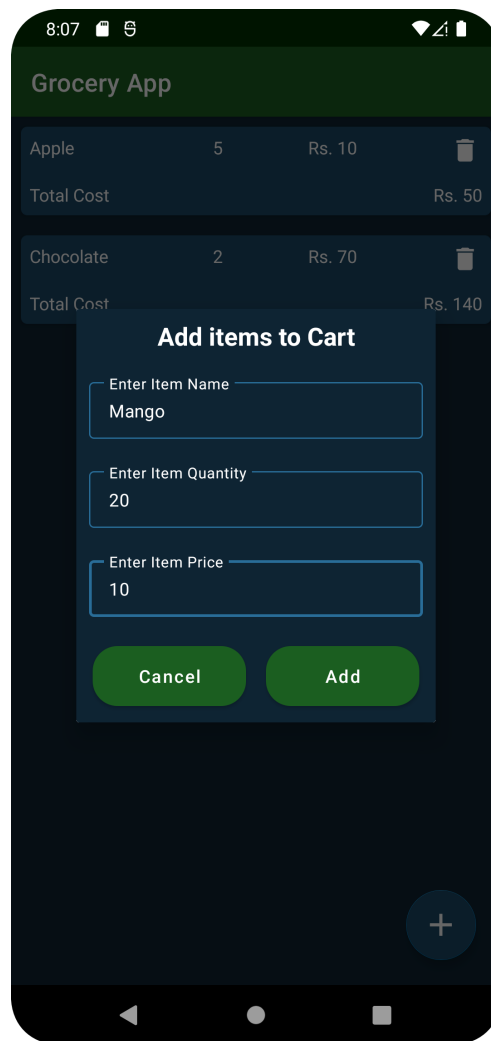 8:07
Grocery App
Apple 5 Rs. 10
Total Cost Rs. 50
Chocolate 2 Rs. 70
Total Cost Rs. 140
Add items to Cart
Enter Item Name
Mango
Enter Item Quantity
20
Enter Item Price
10
Cancel Add